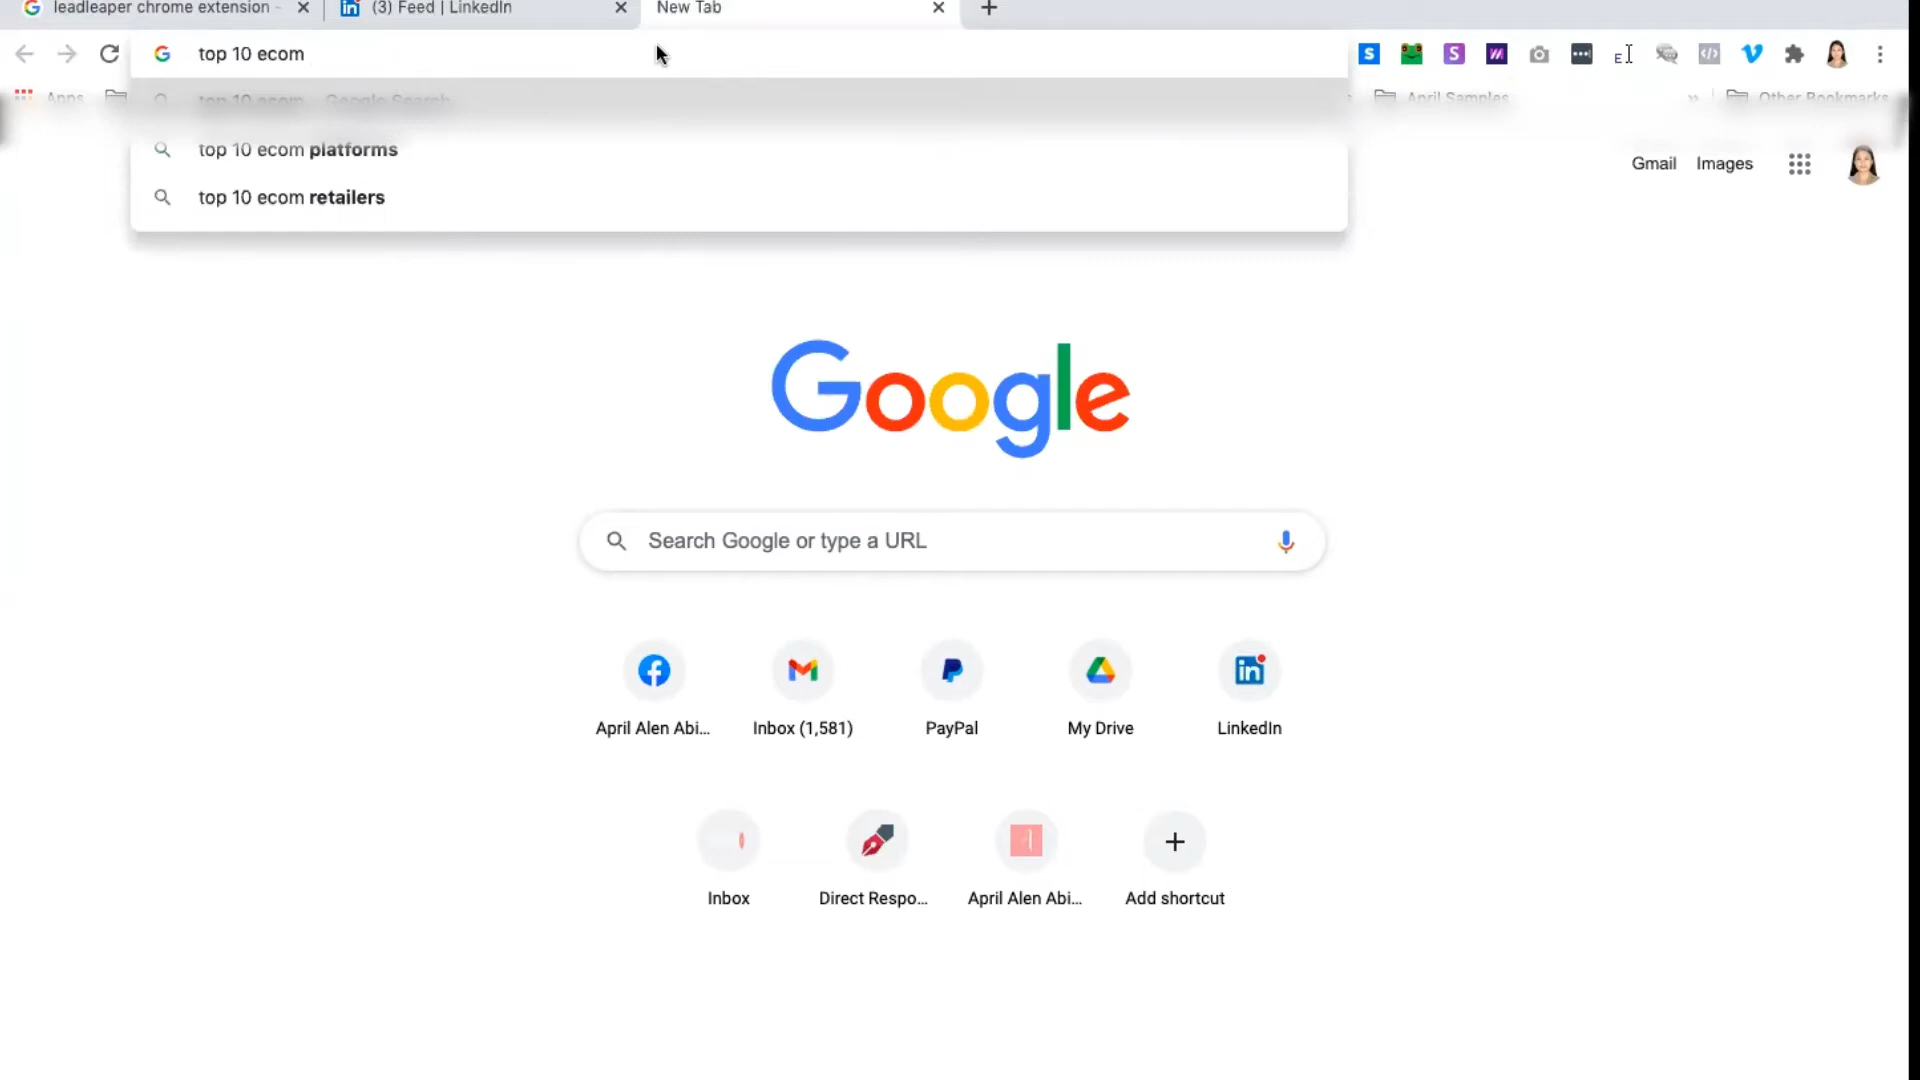 leadleaper chrome extension -
(3) Feed | LinkedIn
New Tab
top 10 ecom
top 10 ecom - Google Search
Apps
April Samples
Other Bookmarks
top 10 ecom platforms
top 10 ecom retailers
Gmail
Images
Google
Search Google or type a URL
April Alen Abi...
Inbox (1,581)
PayPal
My Drive
LinkedIn
Inbox
Direct Respo...
April Alen Abi...
Add shortcut